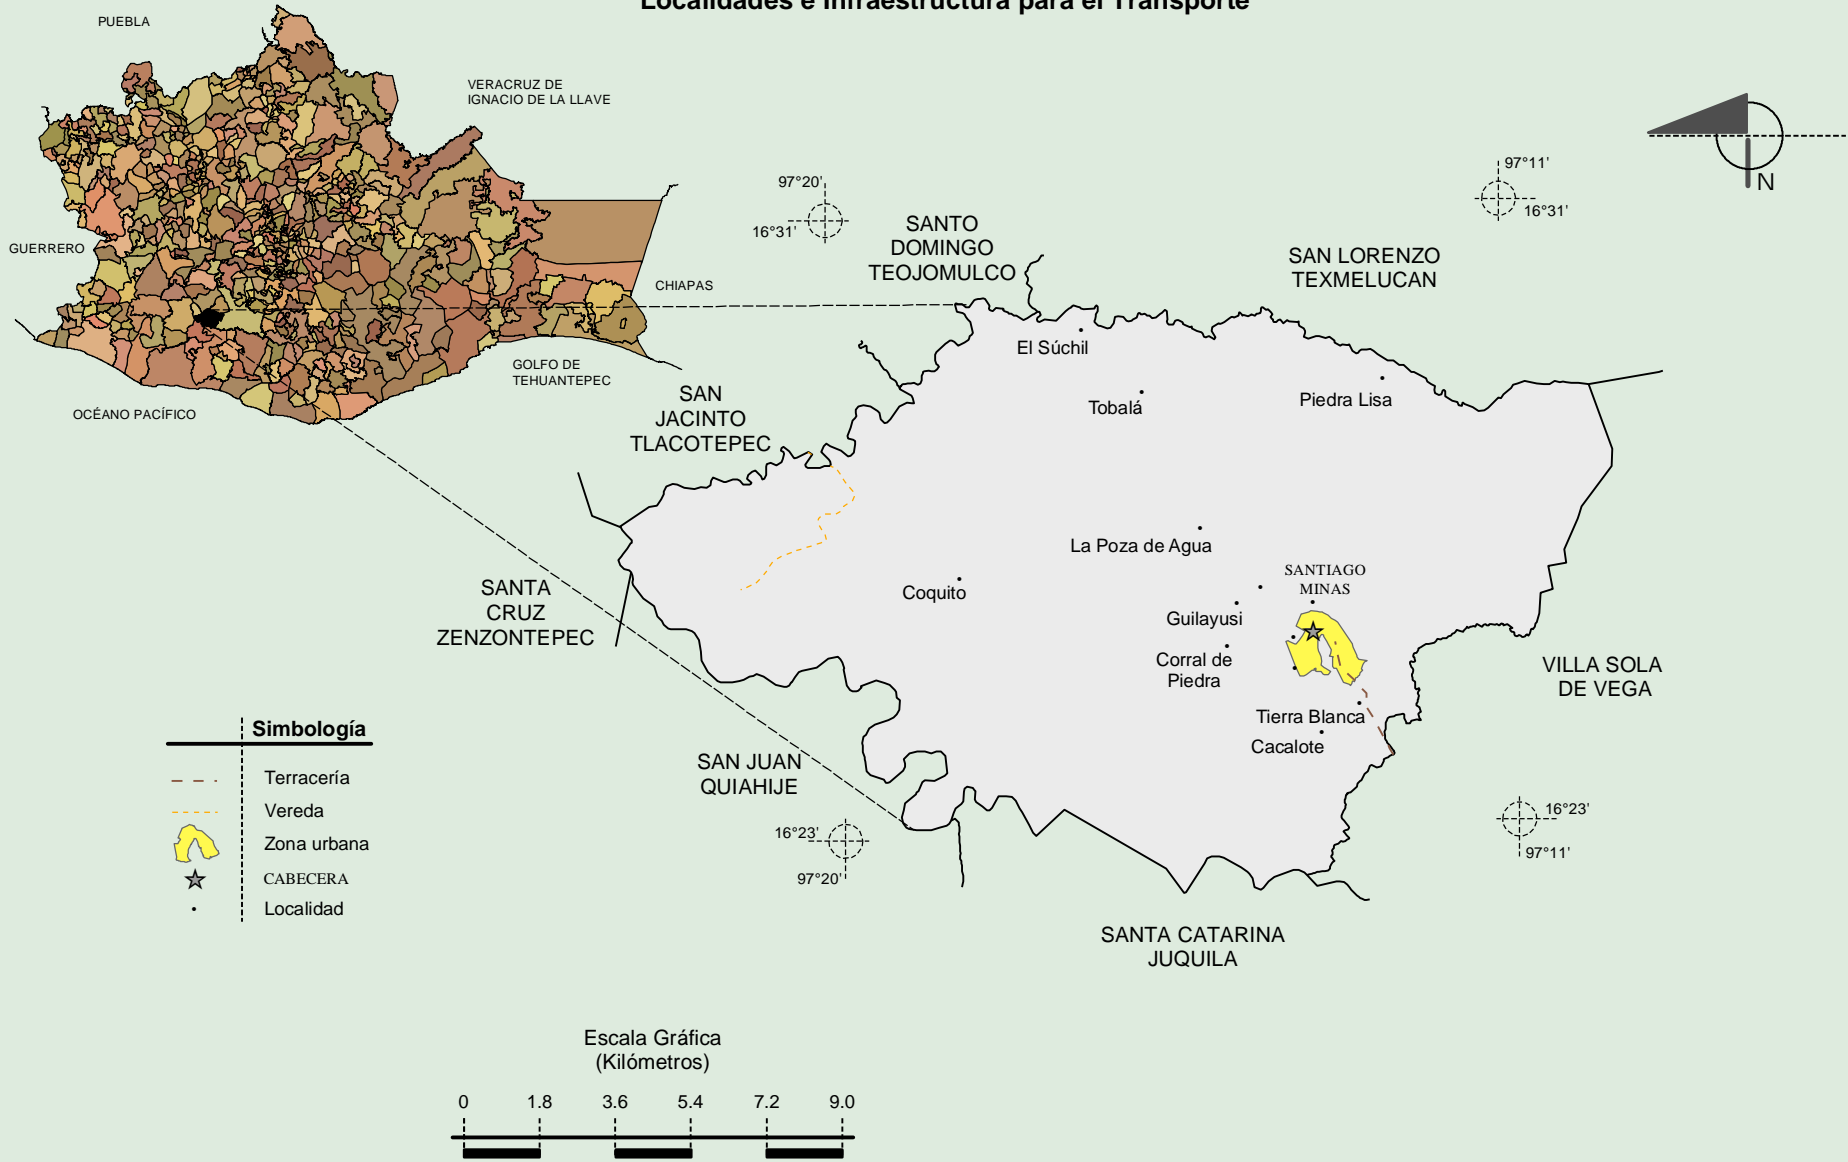 Localidades e Infraestructura para el Transporte
PUEBLA
VERACRUZ DE
IGNACIO DE LA LLAVE
GUERRERO
CHIAPAS
GOLFO DE
TEHUANTEPEC
OCÉANO PACÍFICO
97°20'
16°31'
97°11'
16°31'
N
SANTO
DOMINGO
TEOJOMULCO
SAN LORENZO
TEXMELUCAN
SAN
JACINTO
TLACOTEPEC
El Súchil
Tobalá
Piedra Lisa
La Poza de Agua
Coquito
SANTIAGO
MINAS
Guilayusi
Corral de
Piedra
Tierra Blanca
Cacalote
SANTA
CRUZ
ZENZONTEPEC
VILLA SOLA
DE VEGA
SAN JUAN
QUIAHIJE
16°23'
97°20'
16°23'
97°11'
SANTA CATARINA
JUQUILA
Simbología
Terracería
Vereda
Zona urbana
CABECERA
Localidad
Escala Gráfica
(Kilómetros)
0 1.8 3.6 5.4 7.2 9.0